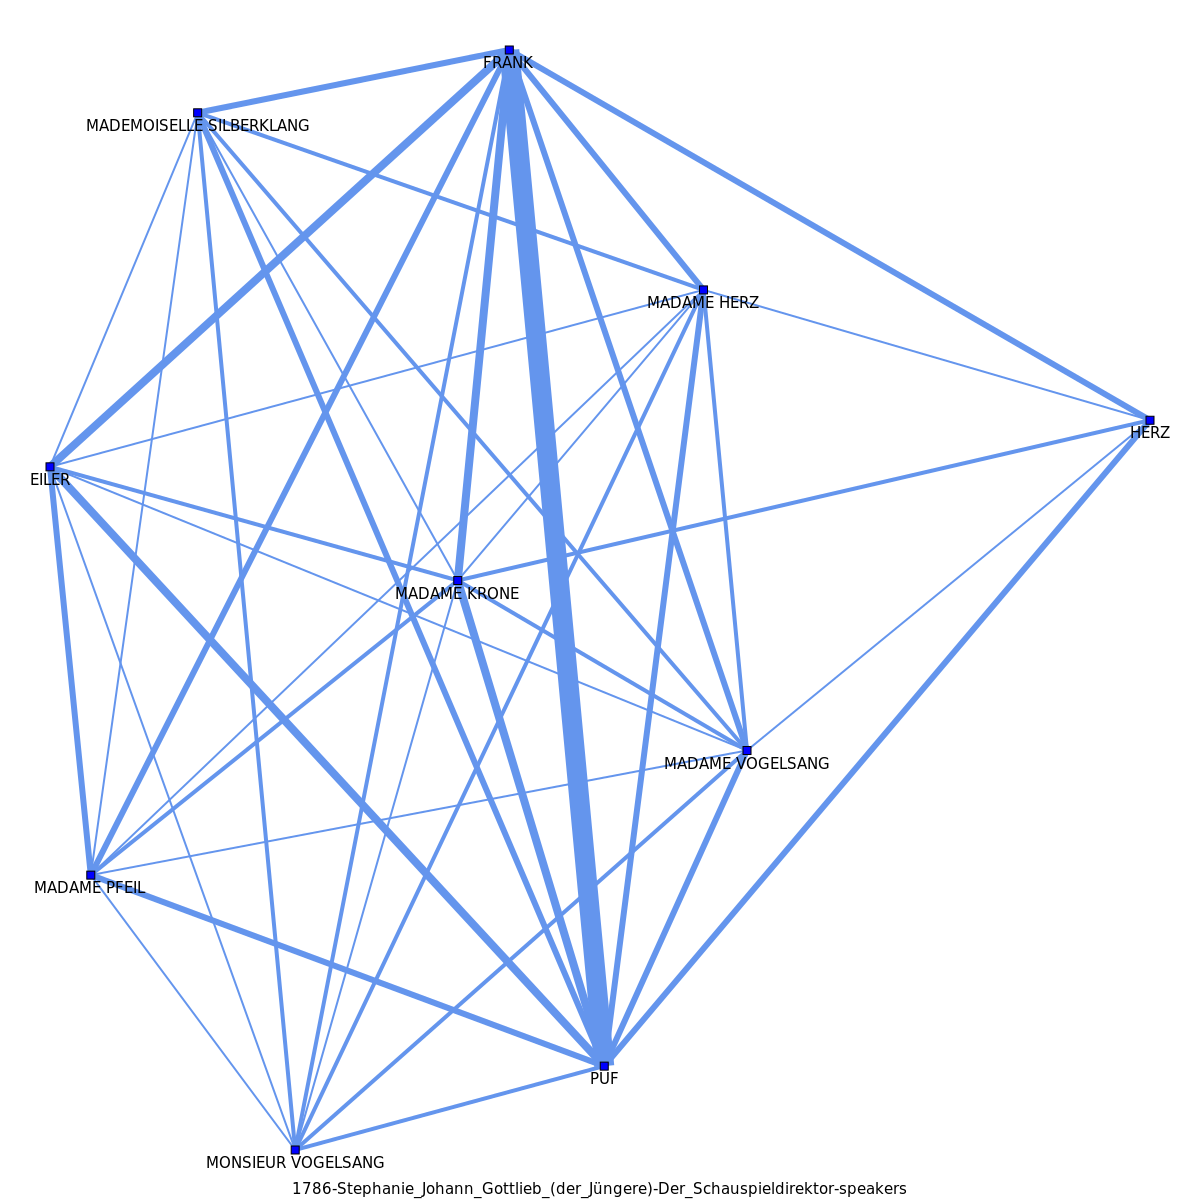 FRANK
MADEMOISELLE SILBERKLANG
MADAME HERZ
HERZ
EILER
MADAME KRONE
MADAME VOGELSANG
MADAME PFEIL
PUF
MONSIEUR VOGELSANG
1786-Stephanie_Johann_Gottlieb_(der_Jüngere)-Der_Schauspieldirektor-speakers